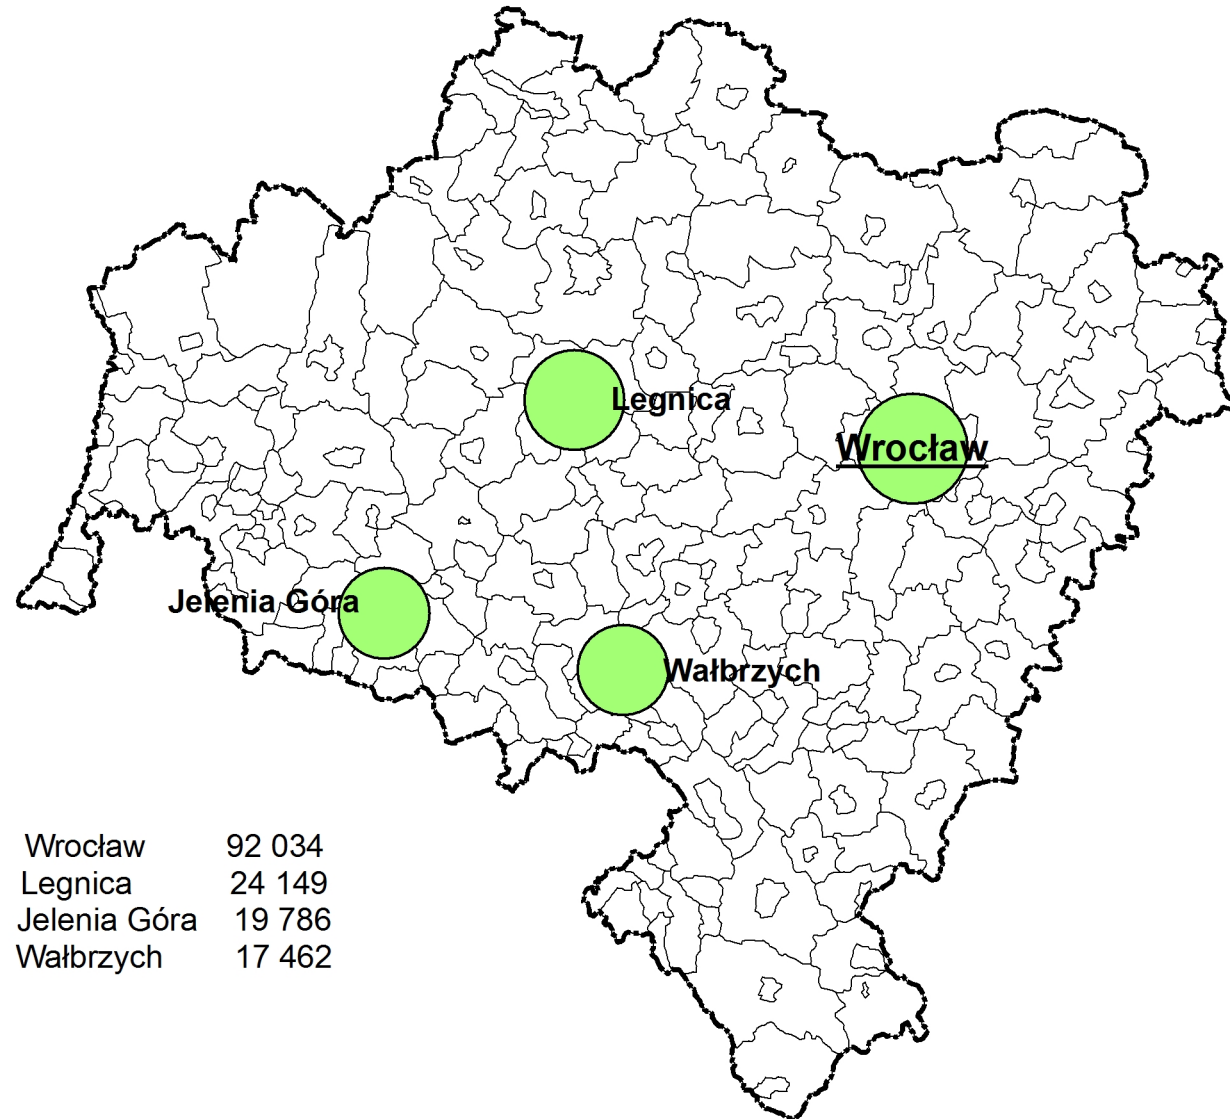 Legnica
Wrocław
Jelenia Góra
Wałbrzych
Wrocław 92 034
Legnica 24 149
Jelenia Góra 19 786
Wałbrzych 17 462